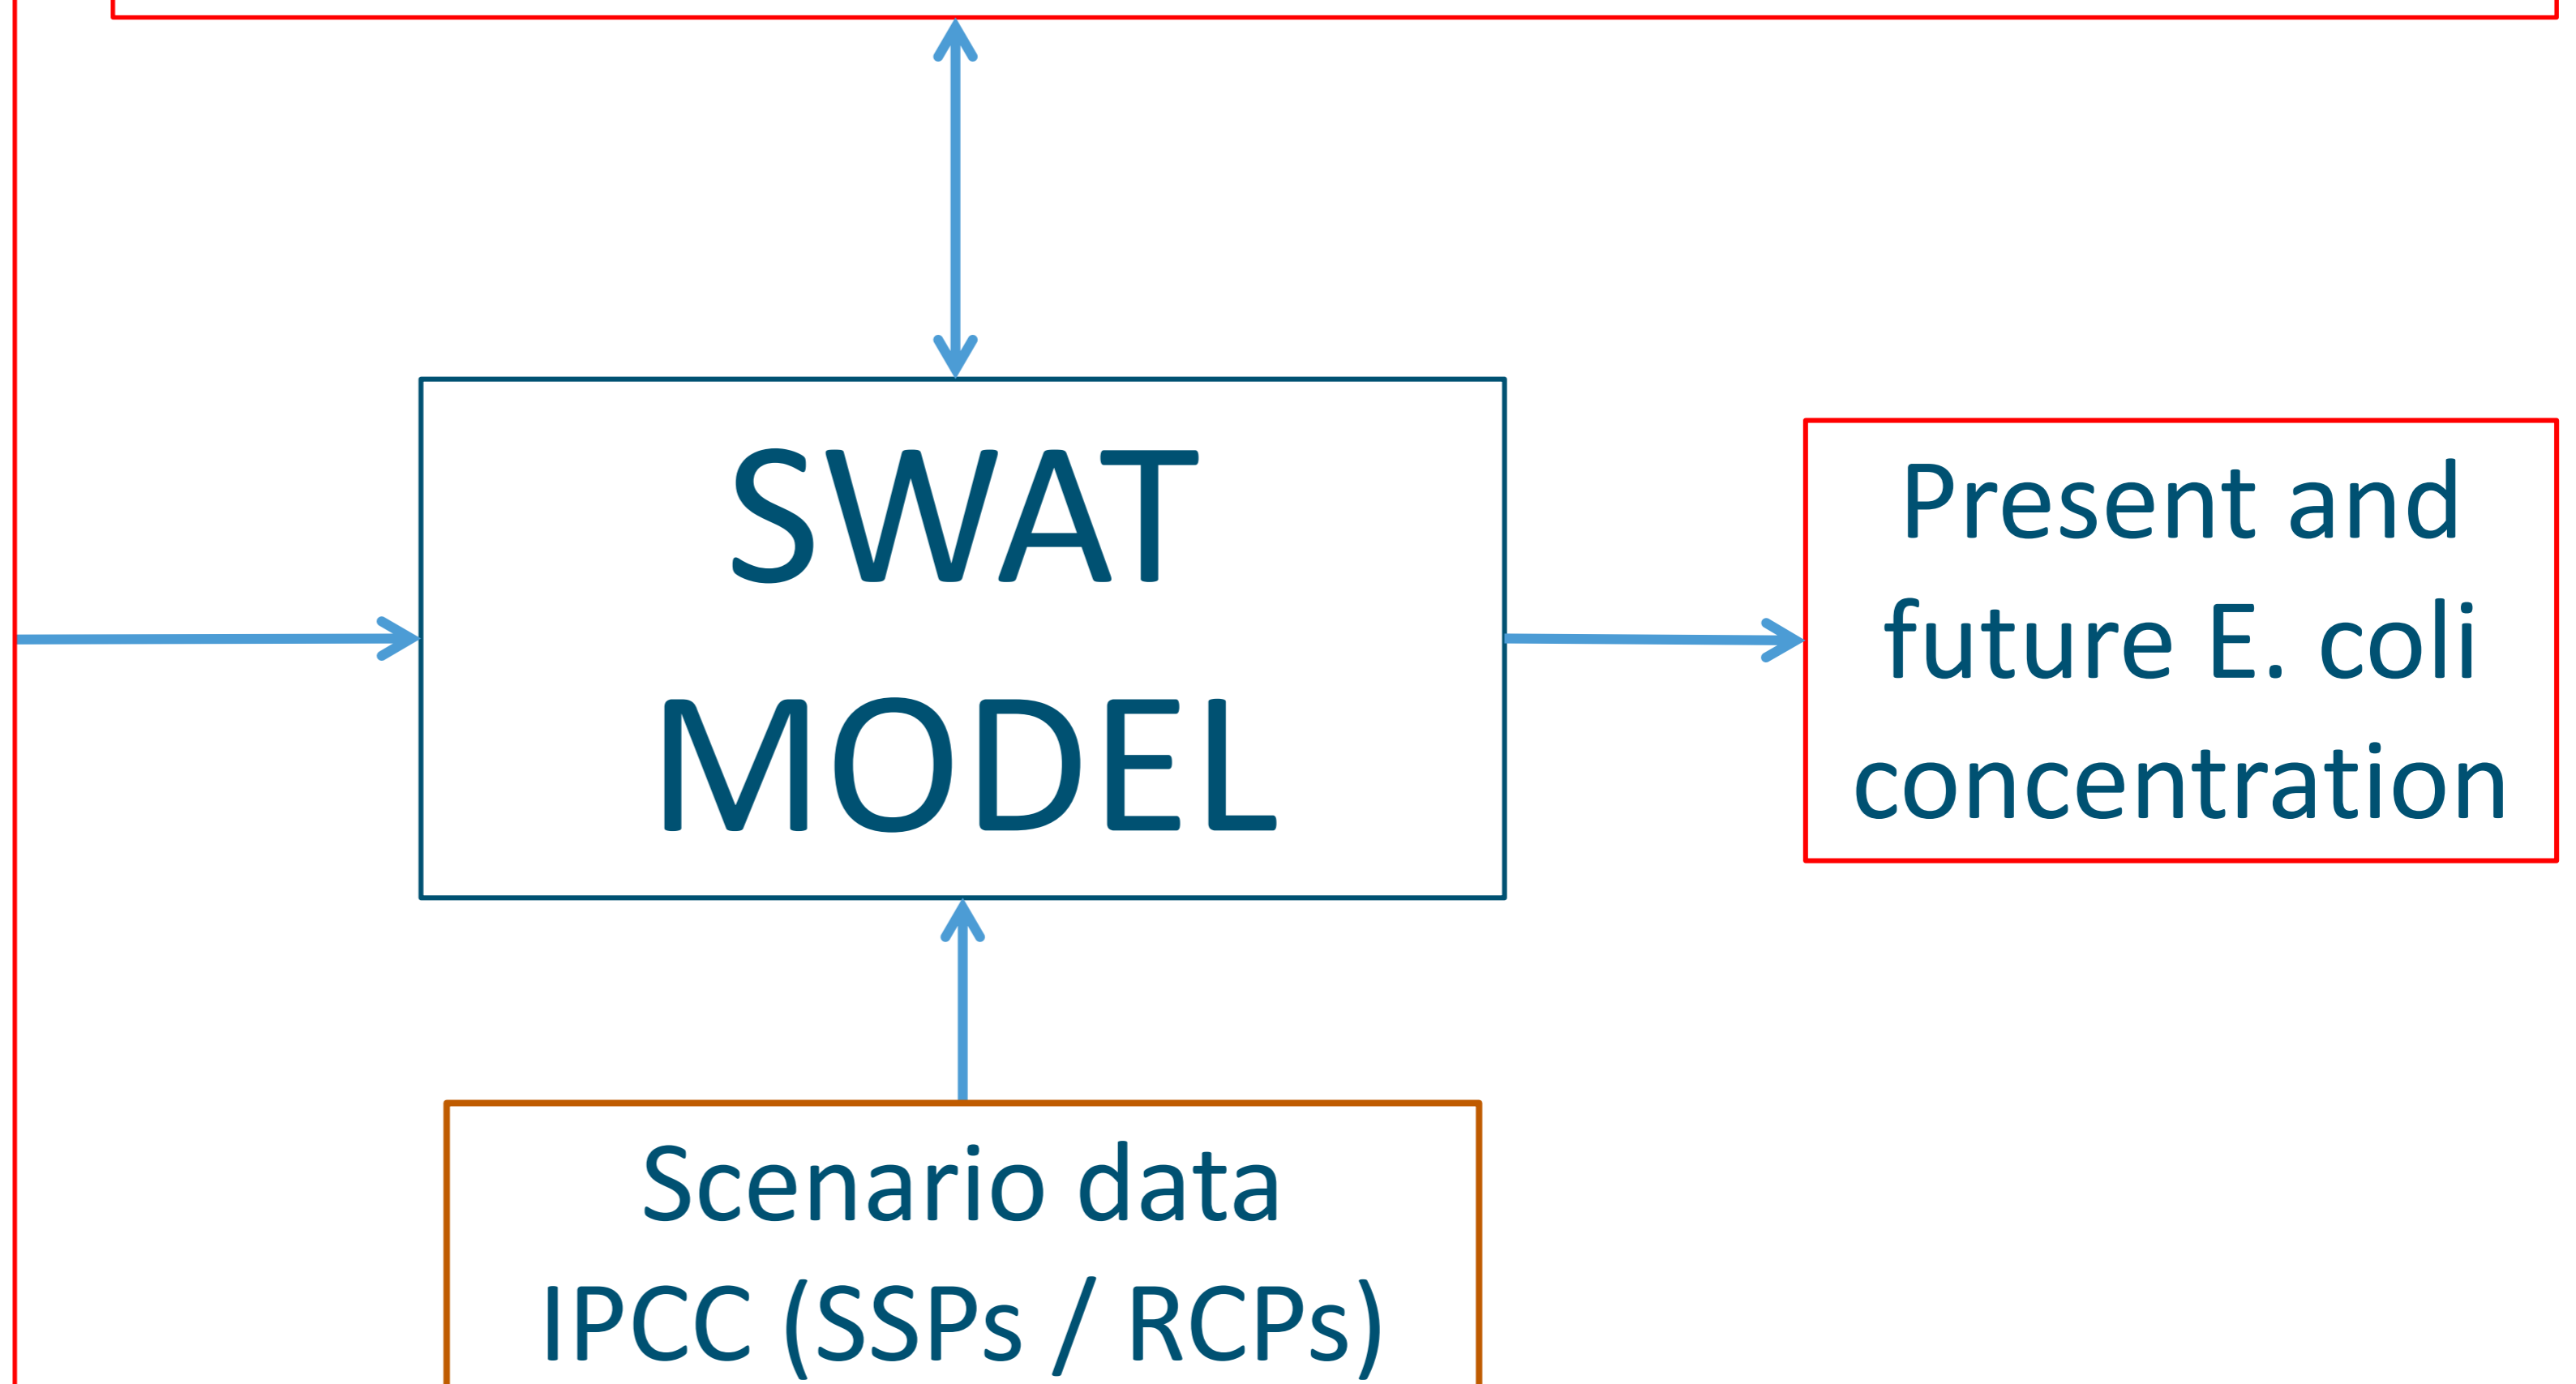 SWAT
MODEL
Present and
future E. coli
concentration
Scenario data
IPCC (SSPs / RCPs)